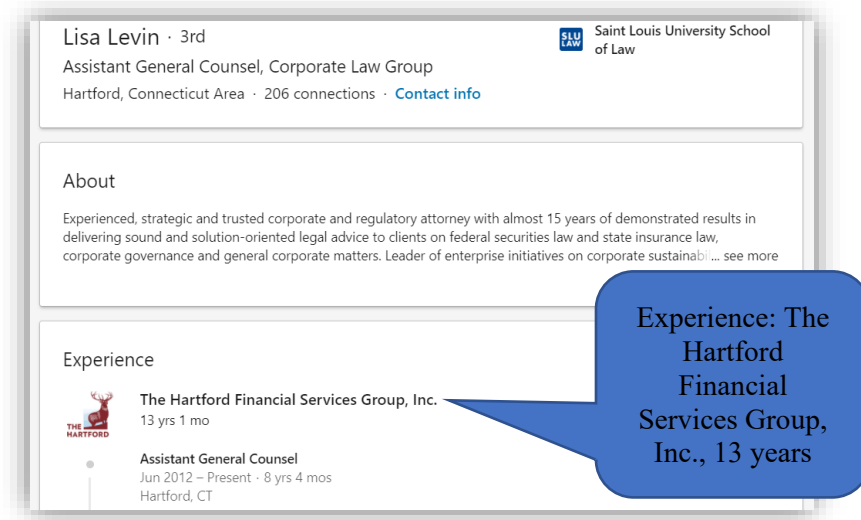 Lisa Levin · 3rd
Assistant General Counsel, Corporate Law Group
Hartford, Connecticut Area · 206 connections · Contact info
SLU LAW
Saint Louis University School of Law
About
Experienced, strategic and trusted corporate and regulatory attorney with almost 15 years of demonstrated results in
delivering sound and solution-oriented legal advice to clients on federal securities law and state insurance law,
corporate governance and general corporate matters. Leader of enterprise initiatives on corporate sustainabil... see more
Experience
THE HARTFORD
The Hartford Financial Services Group, Inc.
13 yrs 1 mo
Assistant General Counsel
Jun 2012 – Present · 8 yrs 4 mos
Hartford, CT
Experience: The
Hartford
Financial
Services Group,
Inc., 13 years